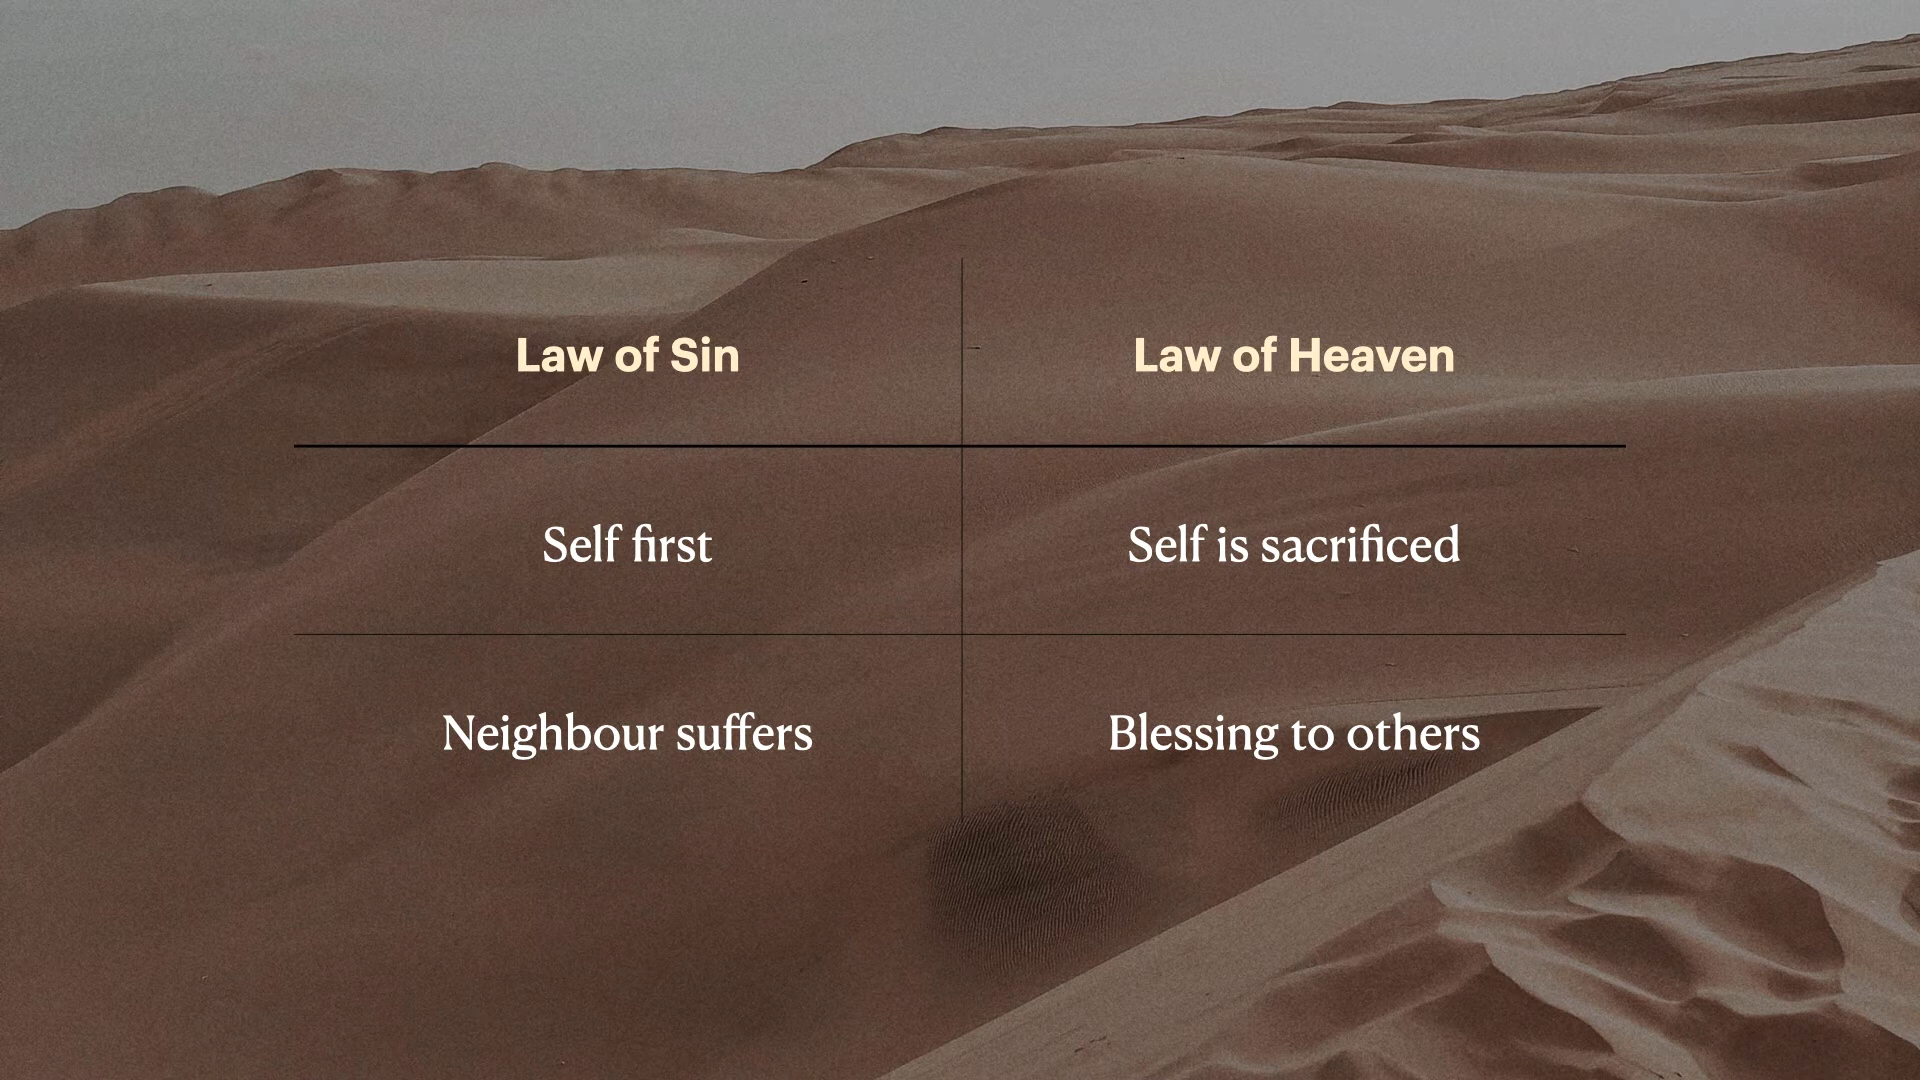 Law of Sin
Law of Heaven
Self first
Self is sacrificed
Neighbour suffers
Blessing to others